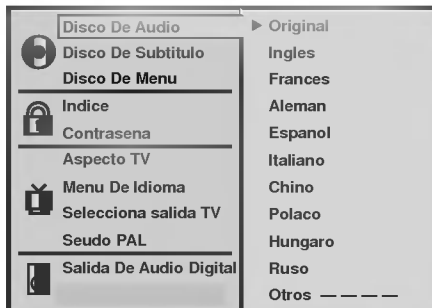 Disco De Audio
Disco De Subtitulo
Disco De Menu
Indice
Contrasena
Aspecto TV
Menu De Idioma
Selecciona salida TV
Seudo PAL
Salida De Audio Digital
Original
Ingles
Frances
Aleman
Espanol
Italiano
Chino
Polaco
Hungaro
Ruso
Otros — — — —